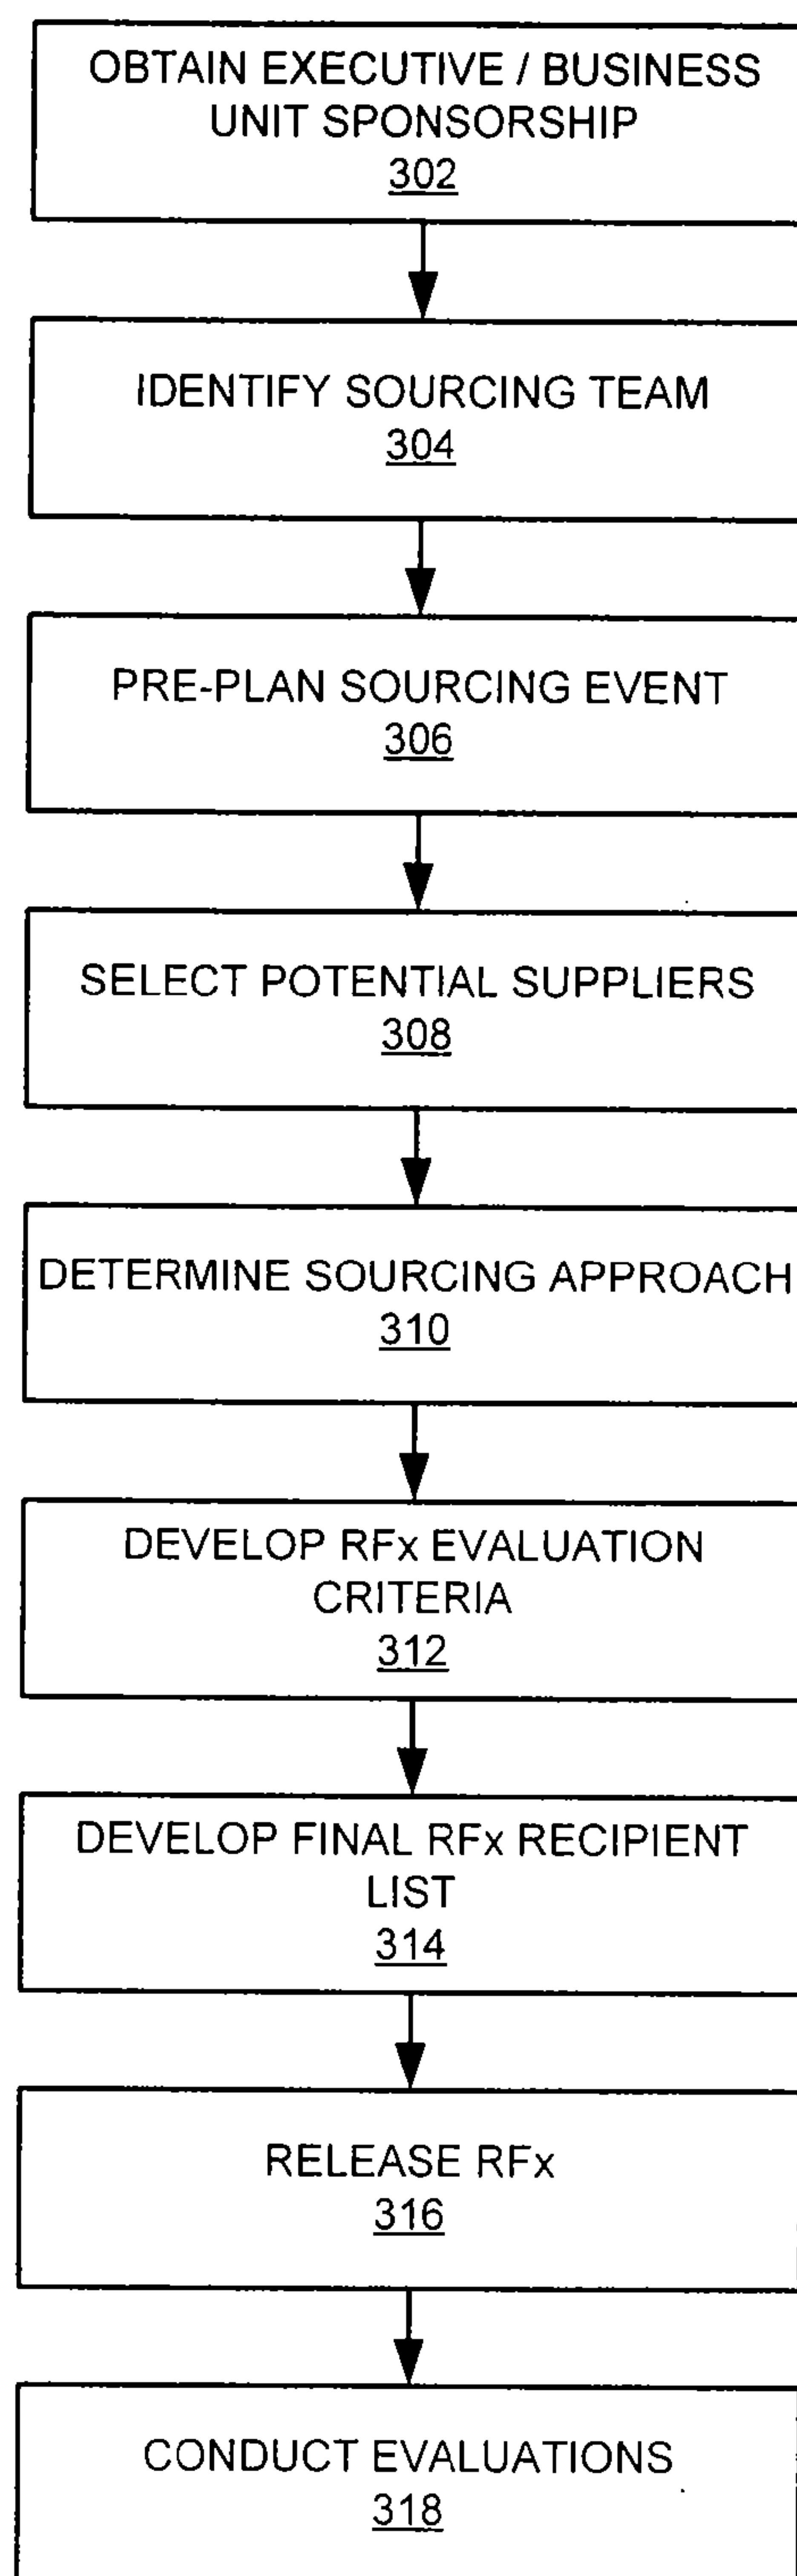 OBTAIN EXECUTIVE / BUSINESS
UNIT SPONSORSHIP
302
IDENTIFY SOURCING TEAM
304
PRE-PLAN SOURCING EVENT
306
SELECT POTENTIAL SUPPLIERS
308
DETERMINE SOURCING APPROACH
310
DEVELOP RFx EVALUATION
CRITERIA
312
DEVELOP FINAL RFx RECIPIENT
LIST
314
RELEASE RFx
316
CONDUCT EVALUATIONS
318